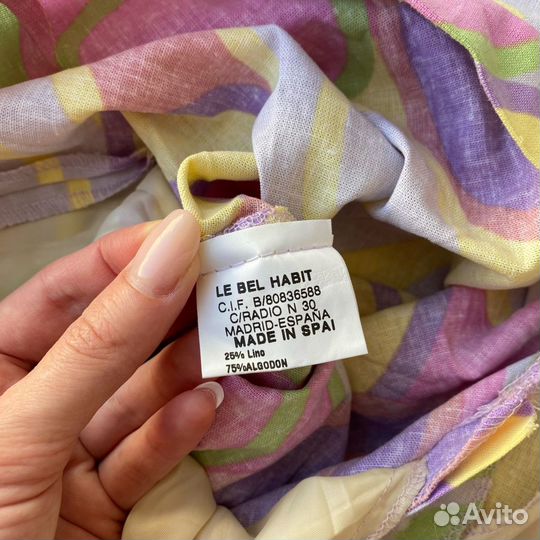 LE BEL HABIT
C.I.F. B/80836588
C/RADIO N 30
MADRID-ESPAÑA
MADE IN SPAI
25% Lino
75%ALGODON
Avito